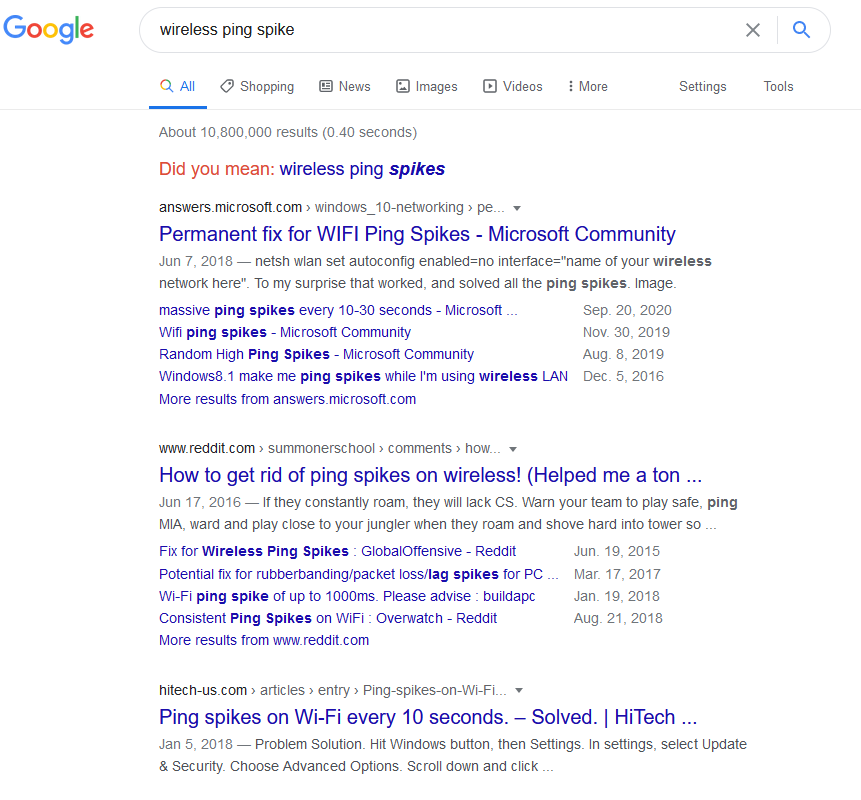 Google
wireless ping spike
All Shopping News Images Videos More Settings Tools
About 10,800,000 results (0.40 seconds)
Did you mean: wireless ping spikes
answers.microsoft.com › windows_10-networking › pe...
Permanent fix for WIFI Ping Spikes - Microsoft Community
Jun 7, 2018 — netsh wlan set autoconfig enabled=no interface="name of your wireless
network here". To my surprise that worked, and solved all the ping spikes. Image.
massive ping spikes every 10-30 seconds - Microsoft ... Sep. 20, 2020
Wifi ping spikes - Microsoft Community Nov. 30, 2019
Random High Ping Spikes - Microsoft Community Aug. 8, 2019
Windows8.1 make me ping spikes while I'm using wireless LAN Dec. 5, 2016
More results from answers.microsoft.com
www.reddit.com › summonerschool › comments › how...
How to get rid of ping spikes on wireless! (Helped me a ton ...
Jun 17, 2016 — If they constantly roam, they will lack CS. Warn your team to play safe, ping
MIA, ward and play close to your jungler when they roam and shove hard into tower so ...
Fix for Wireless Ping Spikes : GlobalOffensive - Reddit Jun. 19, 2015
Potential fix for rubberbanding/packet loss/lag spikes for PC ... Mar. 17, 2017
Wi-Fi ping spike of up to 1000ms. Please advise : buildapc Jan. 19, 2018
Consistent Ping Spikes on WiFi : Overwatch - Reddit Aug. 21, 2018
More results from www.reddit.com
hitech-us.com › articles › entry › Ping-spikes-on-Wi-Fi...
Ping spikes on Wi-Fi every 10 seconds. – Solved. | HiTech ...
Jan 5, 2018 — Problem Solution. Hit Windows button, then Settings. In settings, select Update
& Security. Choose Advanced Options. Scroll down and click ...